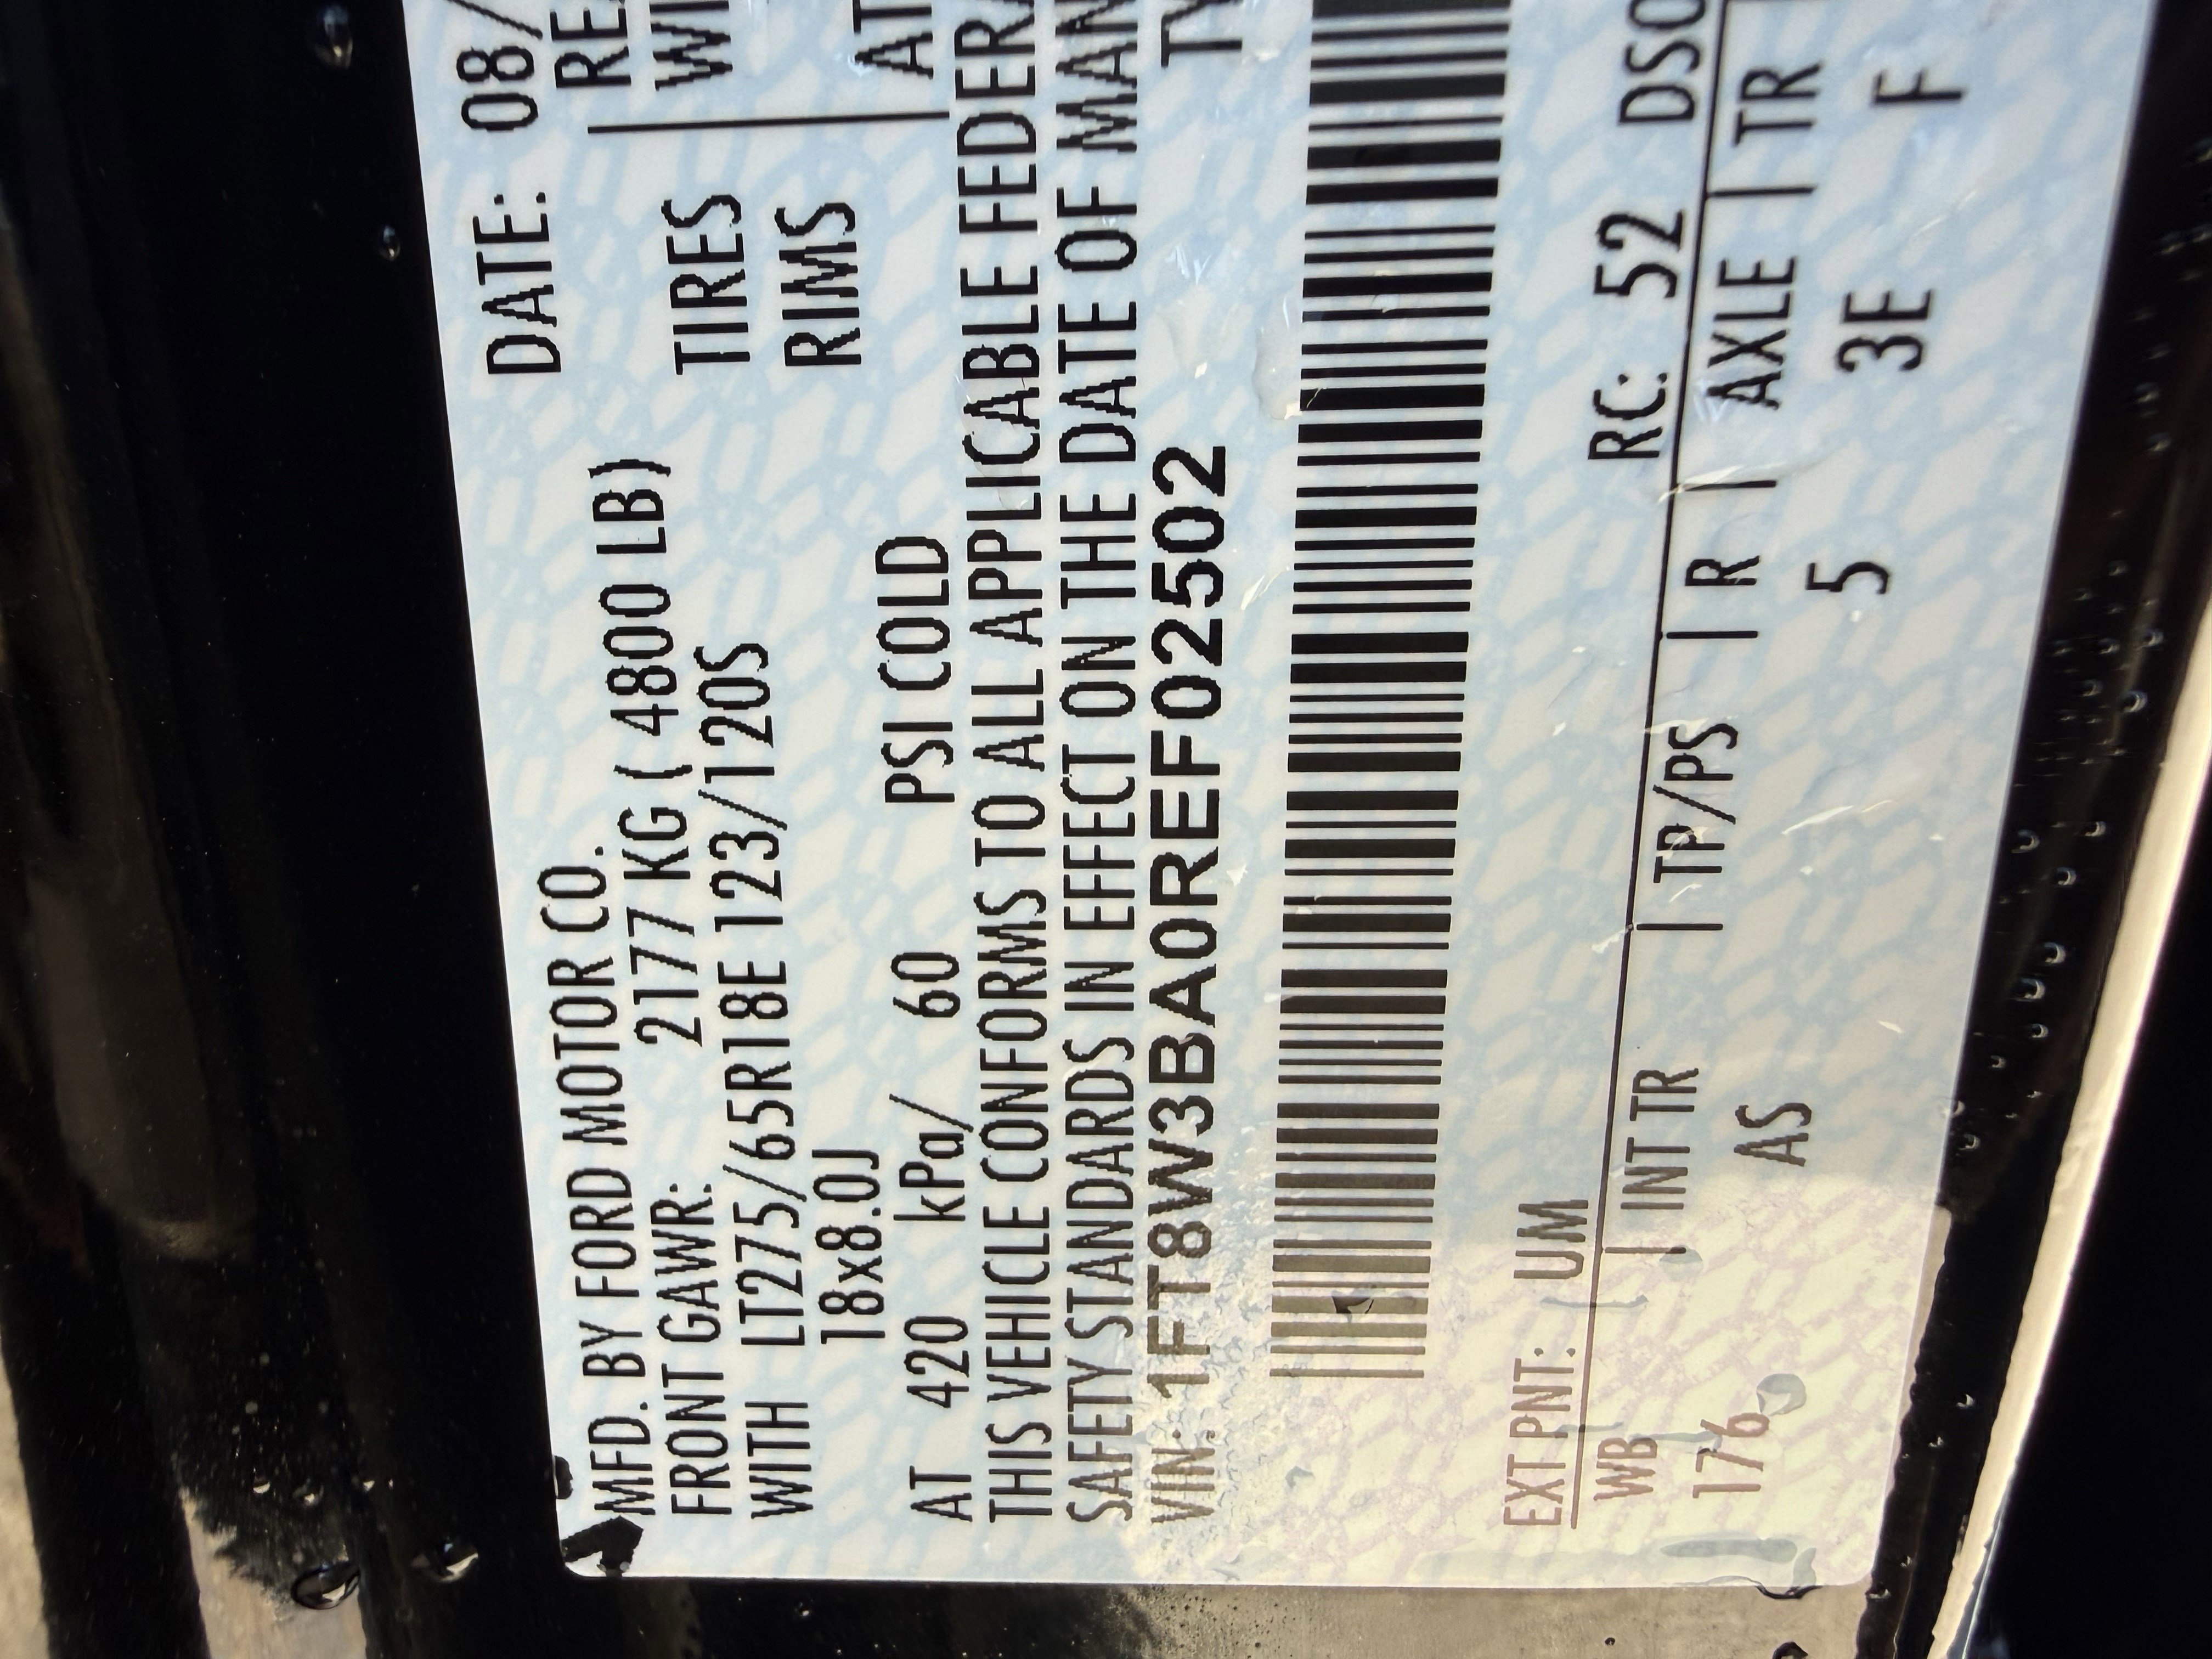 MFD. BY FORD MOTOR CO.
DATE: 08/
FRONT GAWR: 2177 KG ( 4800 LB)
WITH LT275/65R18E 123/120S TIRES
18x8.0J RIMS
AT 420 kPa/ 60 PSI COLD
THIS VEHICLE CONFORMS TO ALL APPLICABLE
SAFETY STANDARDS IN EFFECT ON THE DATE OF
VIN: 1FT8W3BA0REF02502
EXT PNT: UM RC: 52 DSO
WB | INT TR | TP/PS | R | AXLE | TR
176 AS 5 3E F